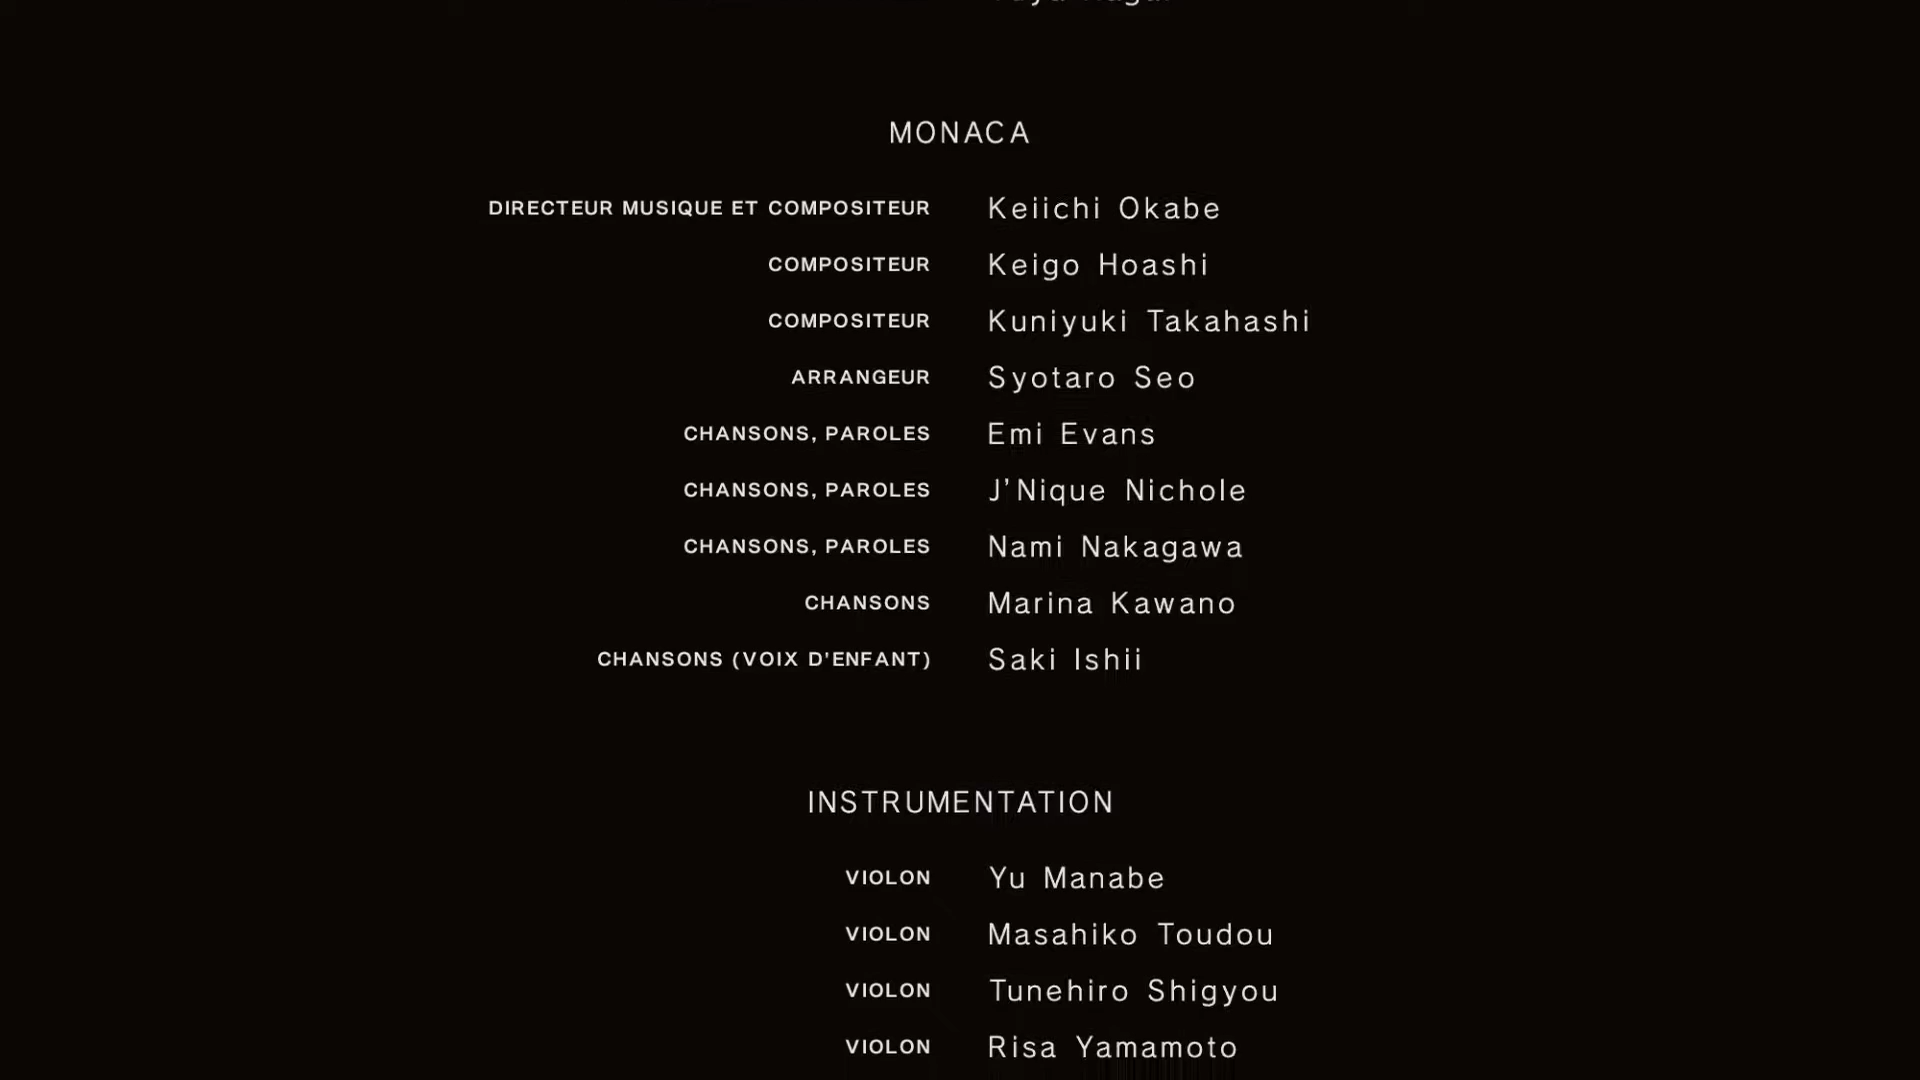 MONACA
DIRECTEUR MUSIQUE ET COMPOSITEUR Keiichi Okabe
COMPOSITEUR Keigo Hoashi
COMPOSITEUR Kuniyuki Takahashi
ARRANGEUR Syotaro Seo
CHANSONS, PAROLES Emi Evans
CHANSONS, PAROLES J'Nique Nichole
CHANSONS, PAROLES Nami Nakagawa
CHANSONS Marina Kawano
CHANSONS (VOIX D'ENFANT) Saki Ishii
INSTRUMENTATION
VIOLON Yu Manabe
VIOLON Masahiko Toudou
VIOLON Tunehiro Shigyou
VIOLON Risa Yamamoto